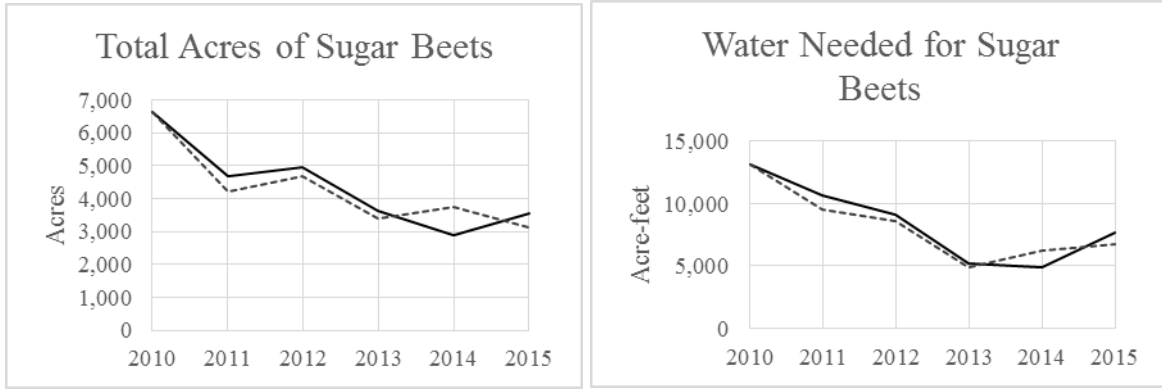 Total Acres of Sugar Beets
7,000
6,000
5,000
4,000
3,000
2,000
1,000
0
Acres
2010 2011 2012 2013 2014 2015
Water Needed for Sugar
Beets
15,000
10,000
5,000
0
Acre-feet
2010 2011 2012 2013 2014 2015